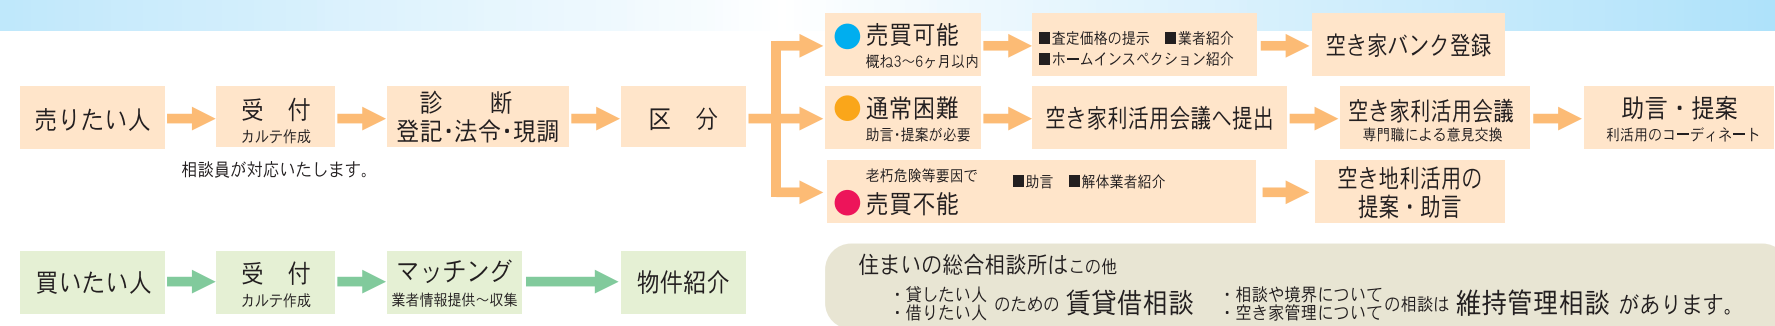 売りたい人
受　付
カルテ作成
相談員が対応いたします。
診　　断
登記・法令・現調
区　分
売買可能
概ね3〜6ヶ月以内
■査定価格の提示　■業者紹介
■ホームインスペクション紹介
空き家バンク登録
通常困難
助言・提案が必要
空き家利活用会議へ提出
空き家利活用会議
専門職による意見交換
助言・提案
利活用のコーディネート
老朽危険等要因で
売買不能
■助言　■解体業者紹介
空き地利活用の
提案・助言
買いたい人
受　付
カルテ作成
マッチング
業者情報提供〜収集
物件紹介
住まいの総合相談所はこの他
・貸したい人
・借りたい人
のための 賃貸借相談
・相談や境界について
・空き家管理について
の相談は 維持管理相談 があります。